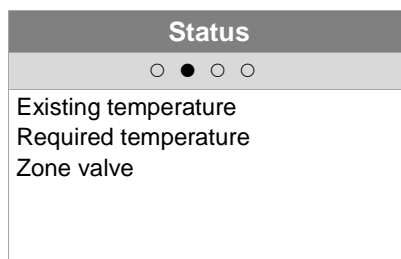 Status
Existing temperature
Required temperature
Zone valve